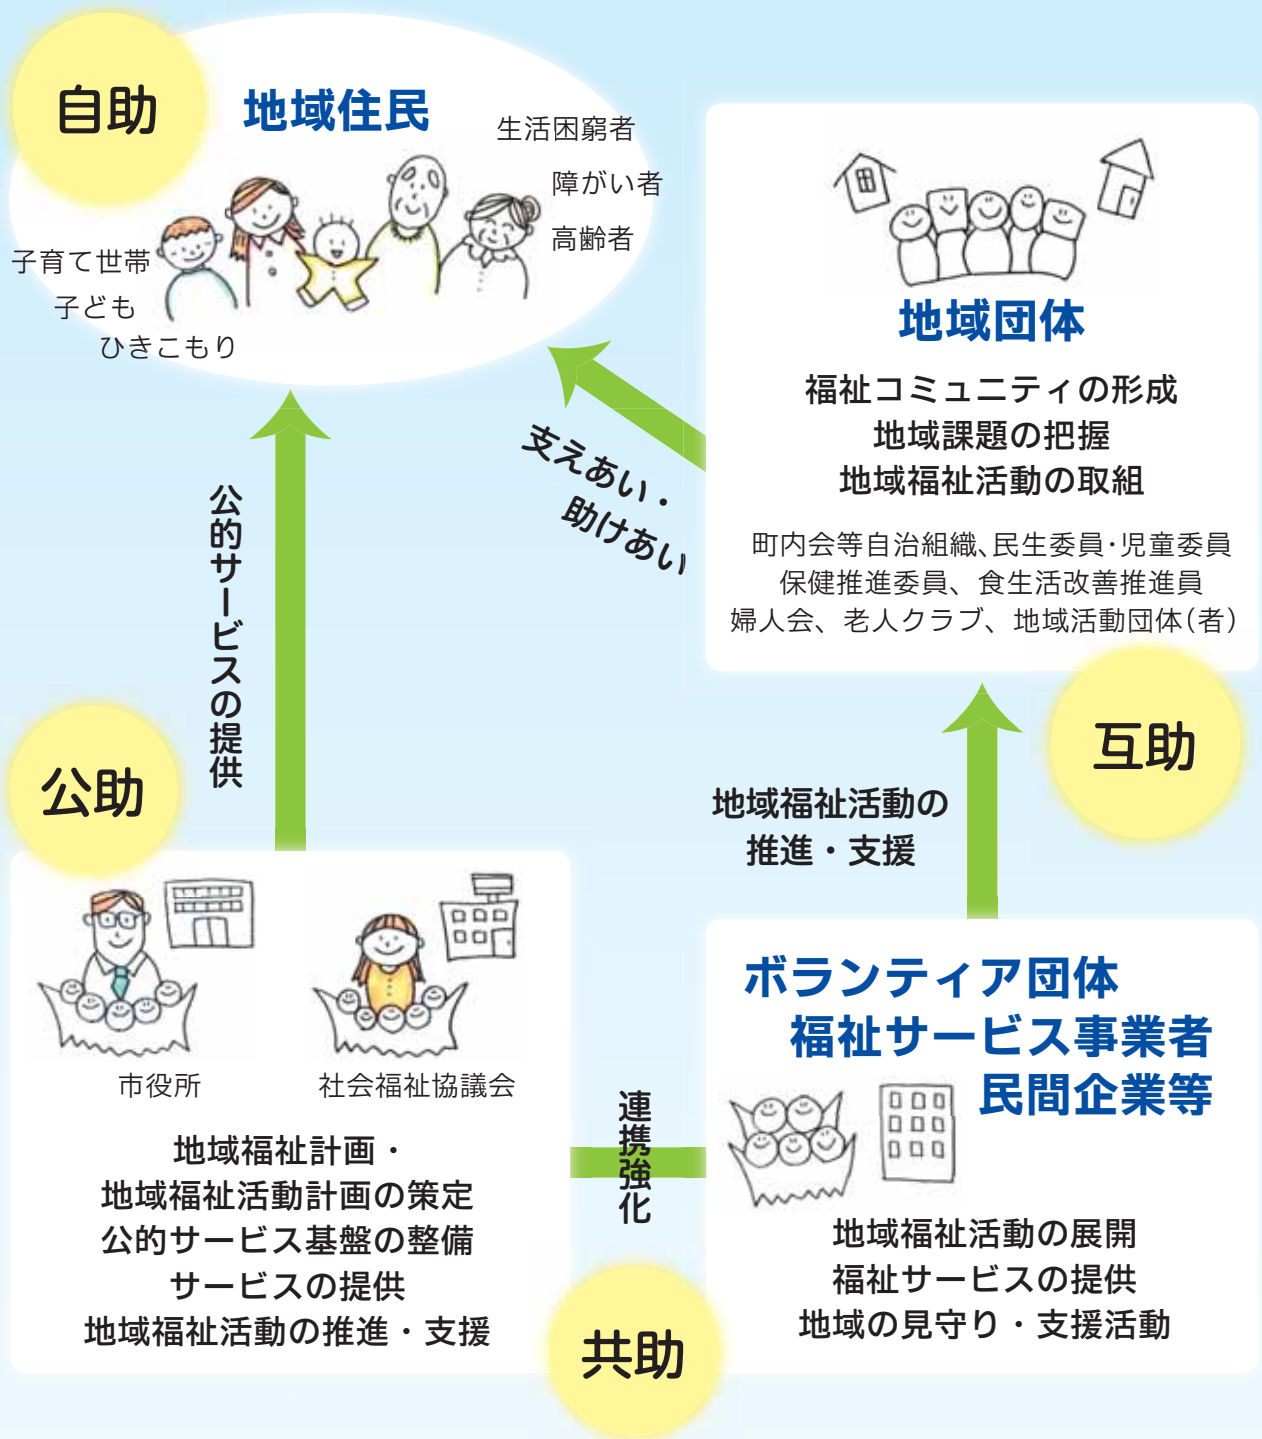 自助
地域住民
生活困窮者
障がい者
高齢者
子育て世帯
子ども
ひきこもり
地域団体
福祉コミュニティの形成
地域課題の把握
地域福祉活動の取組
町内会等自治組織、民生委員・児童委員
保健推進委員、食生活改善推進員
婦人会、老人クラブ、地域活動団体(者)
支えあい・
助けあい
公的サービスの提供
互助
公助
地域福祉活動の
推進・支援
市役所
社会福祉協議会
地域福祉計画・
地域福祉活動計画の策定
公的サービス基盤の整備
サービスの提供
地域福祉活動の推進・支援
連携強化
ボランティア団体
福祉サービス事業者
民間企業等
地域福祉活動の展開
福祉サービスの提供
地域の見守り・支援活動
共助